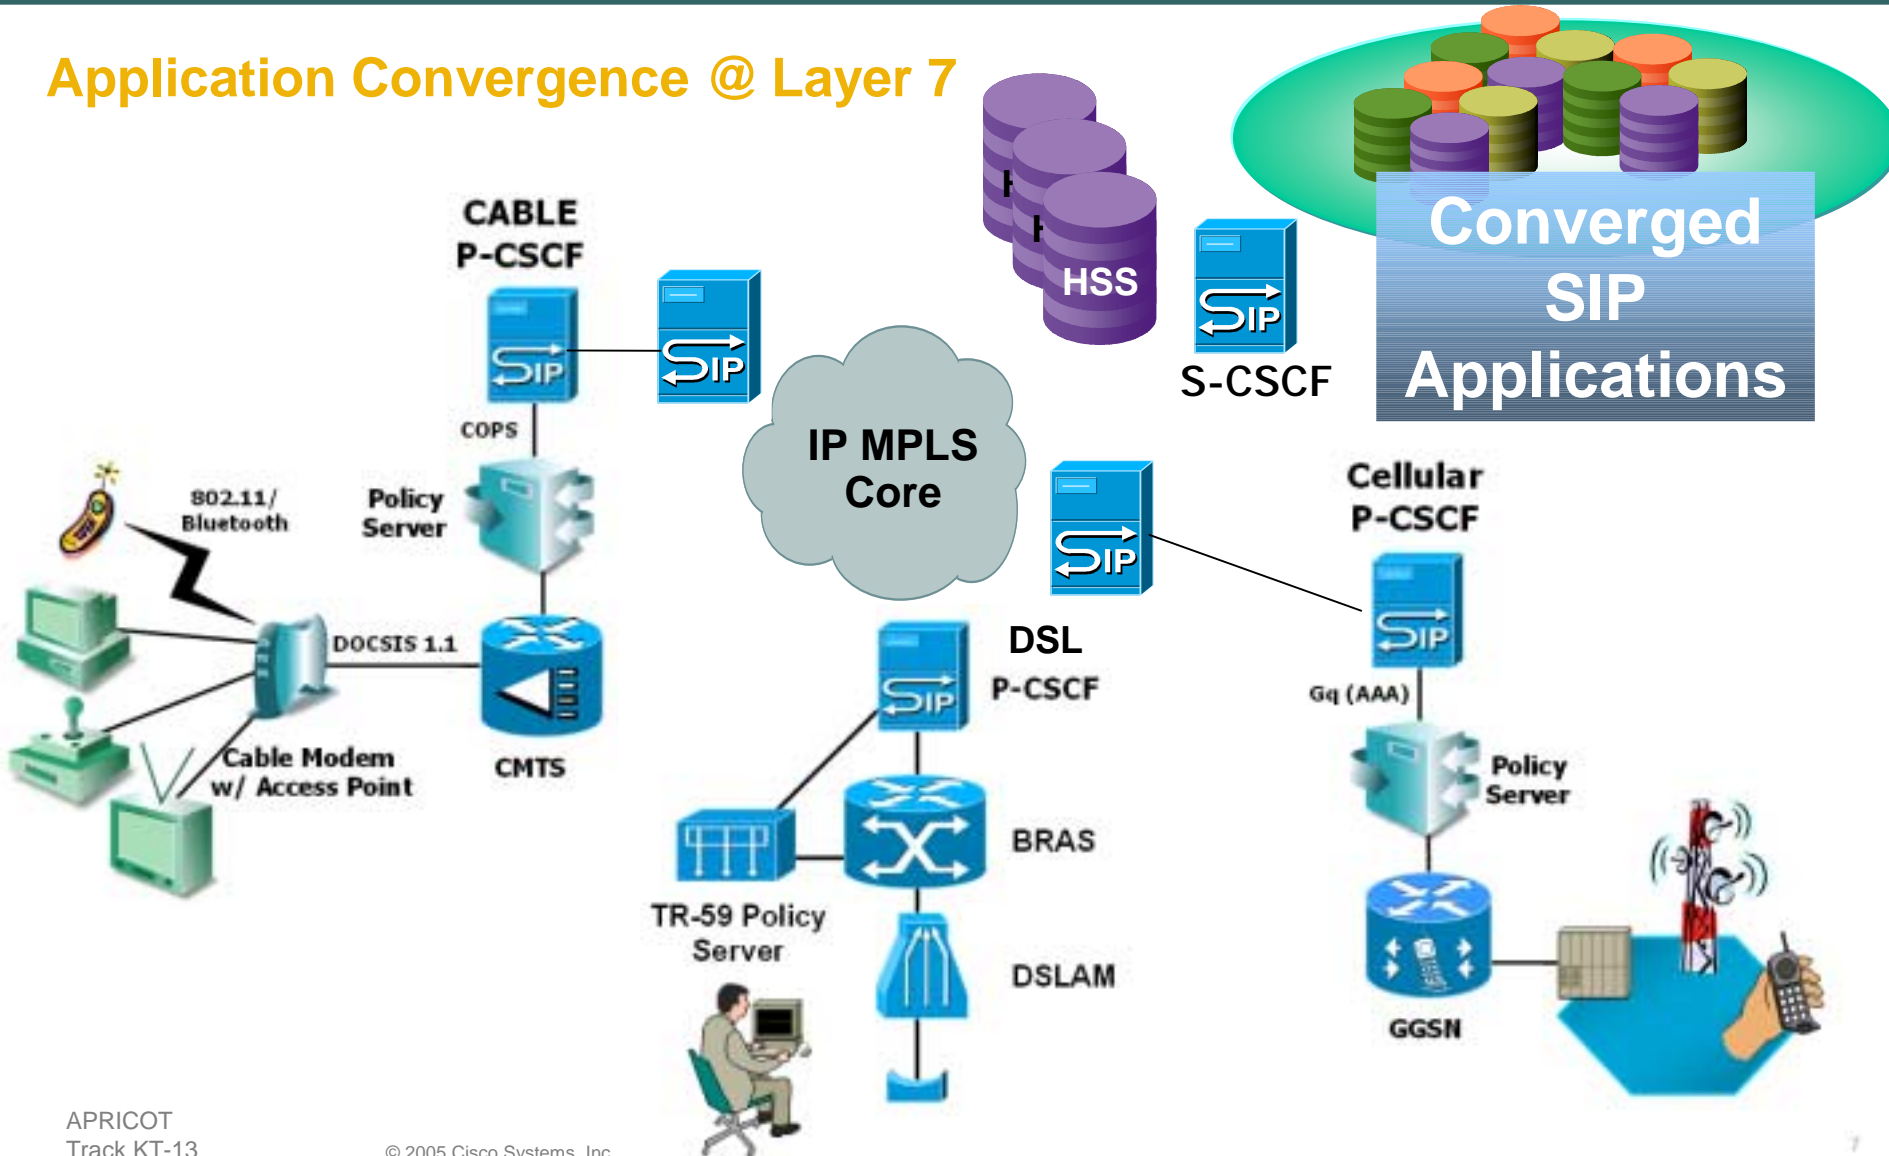 Application Convergence @ Layer 7
CABLE
P-CSCF
SIP
SIP
COPS
802.11/
Bluetooth
Policy
Server
DOCSIS 1.1
Cable Modem
w/ Access Point
CMTS
IP MPLS
Core
H
H
HSS
SIP
S-CSCF
Converged
SIP
Applications
SIP
DSL
P-CSCF
SIP
BRAS
TR-59 Policy
Server
DSLAM
Cellular
P-CSCF
SIP
Gq (AAA)
Policy
Server
GGSN
APRICOT
Track KT-13
© 2005 Cisco Systems, Inc
7